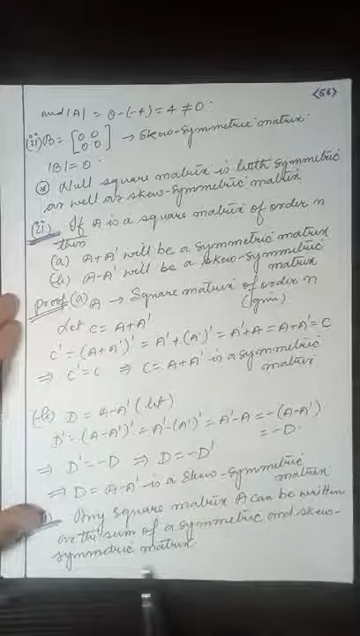 <56>
and |A| = 0-(-4) = 4 ≠ 0.
(ii) B = [0 0
0 0] → Skew-symmetric matrix.
|B| = 0.
(*) Null square matrix is both symmetric
as well as skew-symmetric matrix
If A is a square matrix of order n
then
(a) A+A' will be a symmetric matrix
(b) A-A' will be a skew-symmetric
matrix
Proof (a) A → Square matrix of order n
(given)
Let C = A+A'
C' = (A+A')' = A'+(A')' = A'+A = A+A' = C
⇒ C' = C ⇒ C = A+A' is a symmetric
matrix
(b) D = A-A' (let)
D' = (A-A')' = A'-(A')' = A'-A = -(A-A')
= -D.
⇒ D' = -D ⇒ D = -D'
⇒ D = A-A' is a skew-symmetric
matrix
Any square matrix A can be written
as the sum of a symmetric and skew-
symmetric matrix.